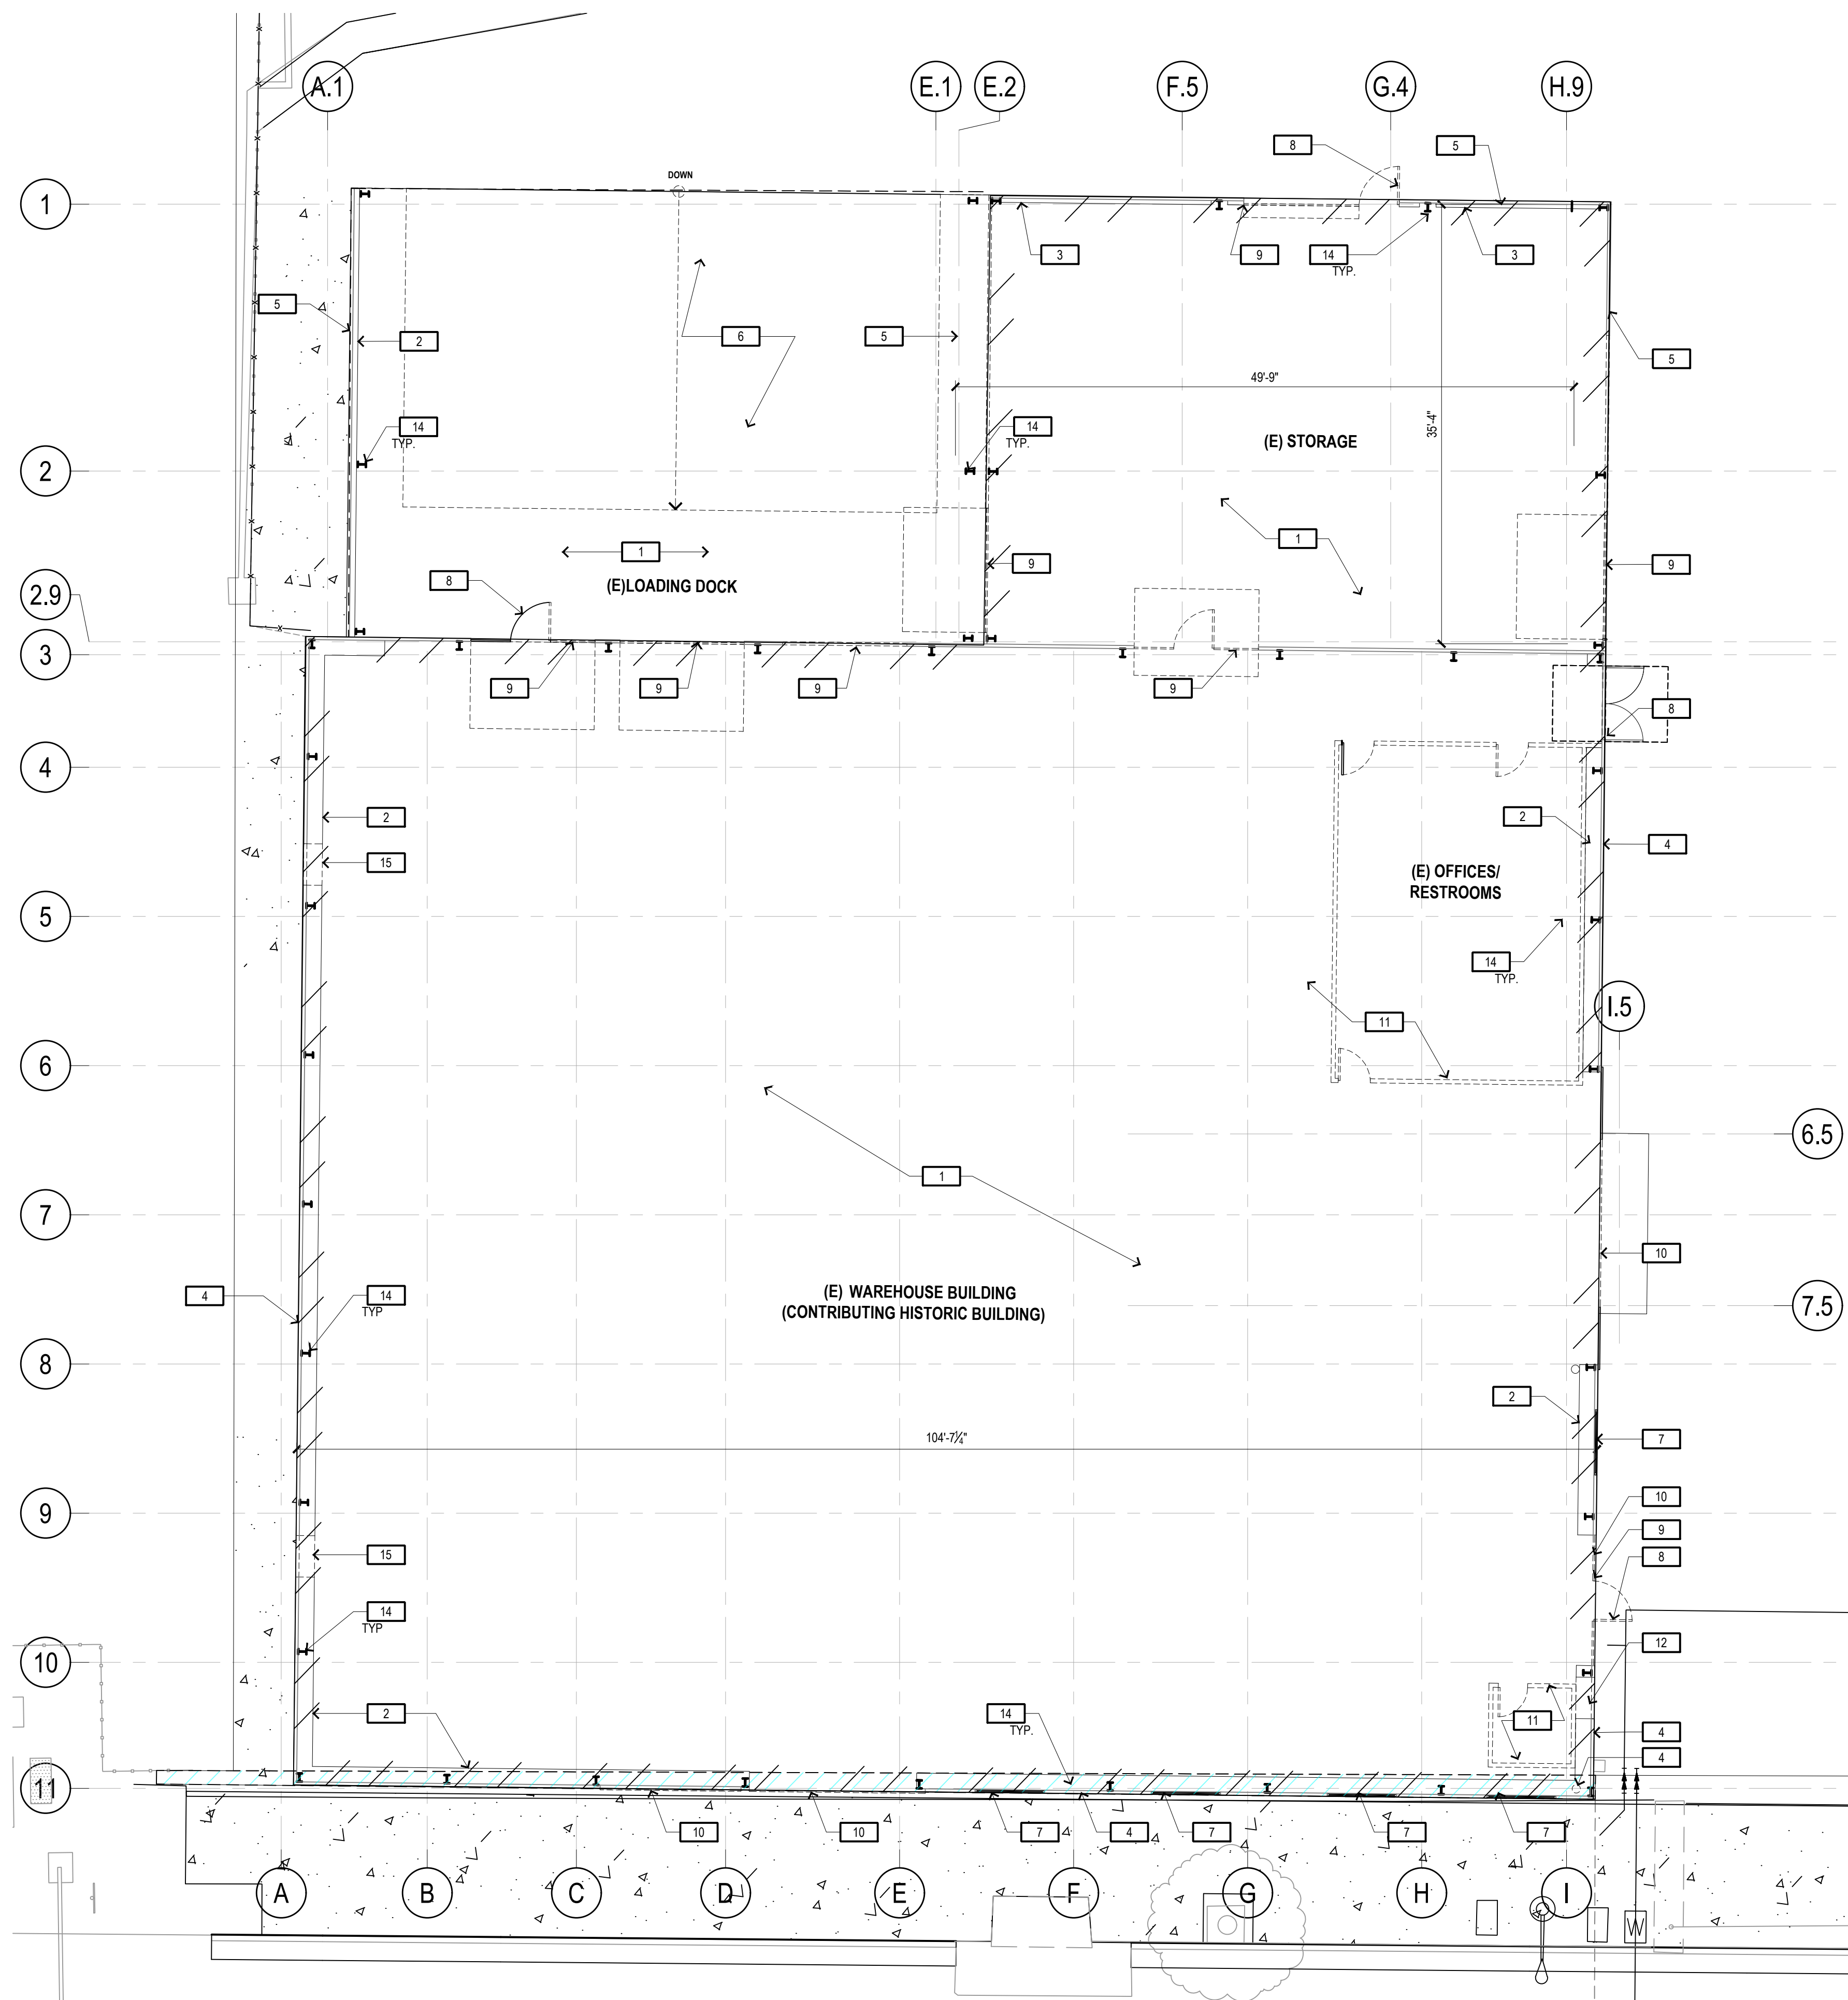 A.1
E.1
E.2
F.5
G.4
H.9
8
5
DOWN
1
3
9
14
TYP.
3
5
2
6
5
5
49'-9"
35'-4"
14
TYP.
14
TYP.
(E) STORAGE
2
1
1
8
(E)LOADING DOCK
9
9
2.9
3
9
9
9
9
8
4
2
2
4
15
(E) OFFICES/
RESTROOMS
5
14
TYP.
I.5
11
6
6.5
1
7
10
4
14
TYP
(E) WAREHOUSE BUILDING
(CONTRIBUTING HISTORIC BUILDING)
7.5
8
2
104'-7¼"
7
10
9
9
15
8
14
TYP
12
10
2
14
TYP.
11
4
4
11
10
10
7
4
7
7
7
A
B
C
D
E
F
G
H
I
W